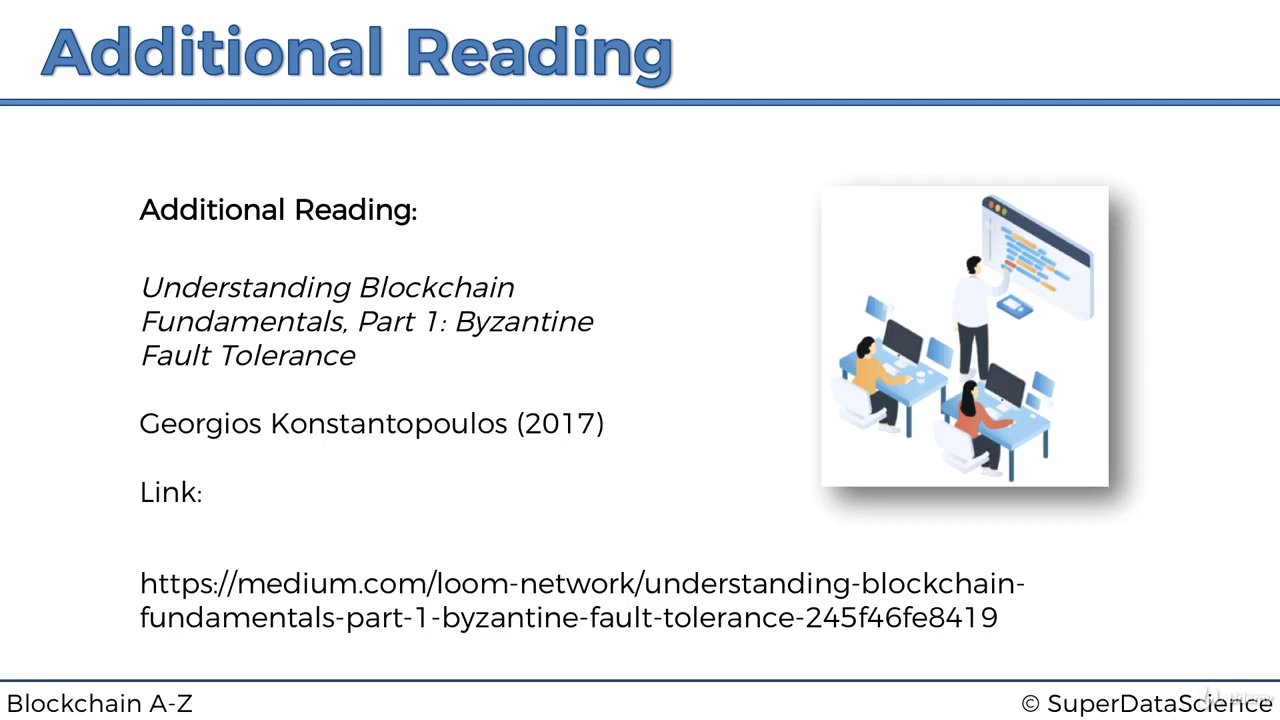 Additional Reading
Additional Reading:
Understanding Blockchain
Fundamentals, Part 1: Byzantine
Fault Tolerance
Georgios Konstantopoulos (2017)
Link:
https://medium.com/loom-network/understanding-blockchain-
fundamentals-part-1-byzantine-fault-tolerance-245f46fe8419
Blockchain A-Z
© SuperDataScience